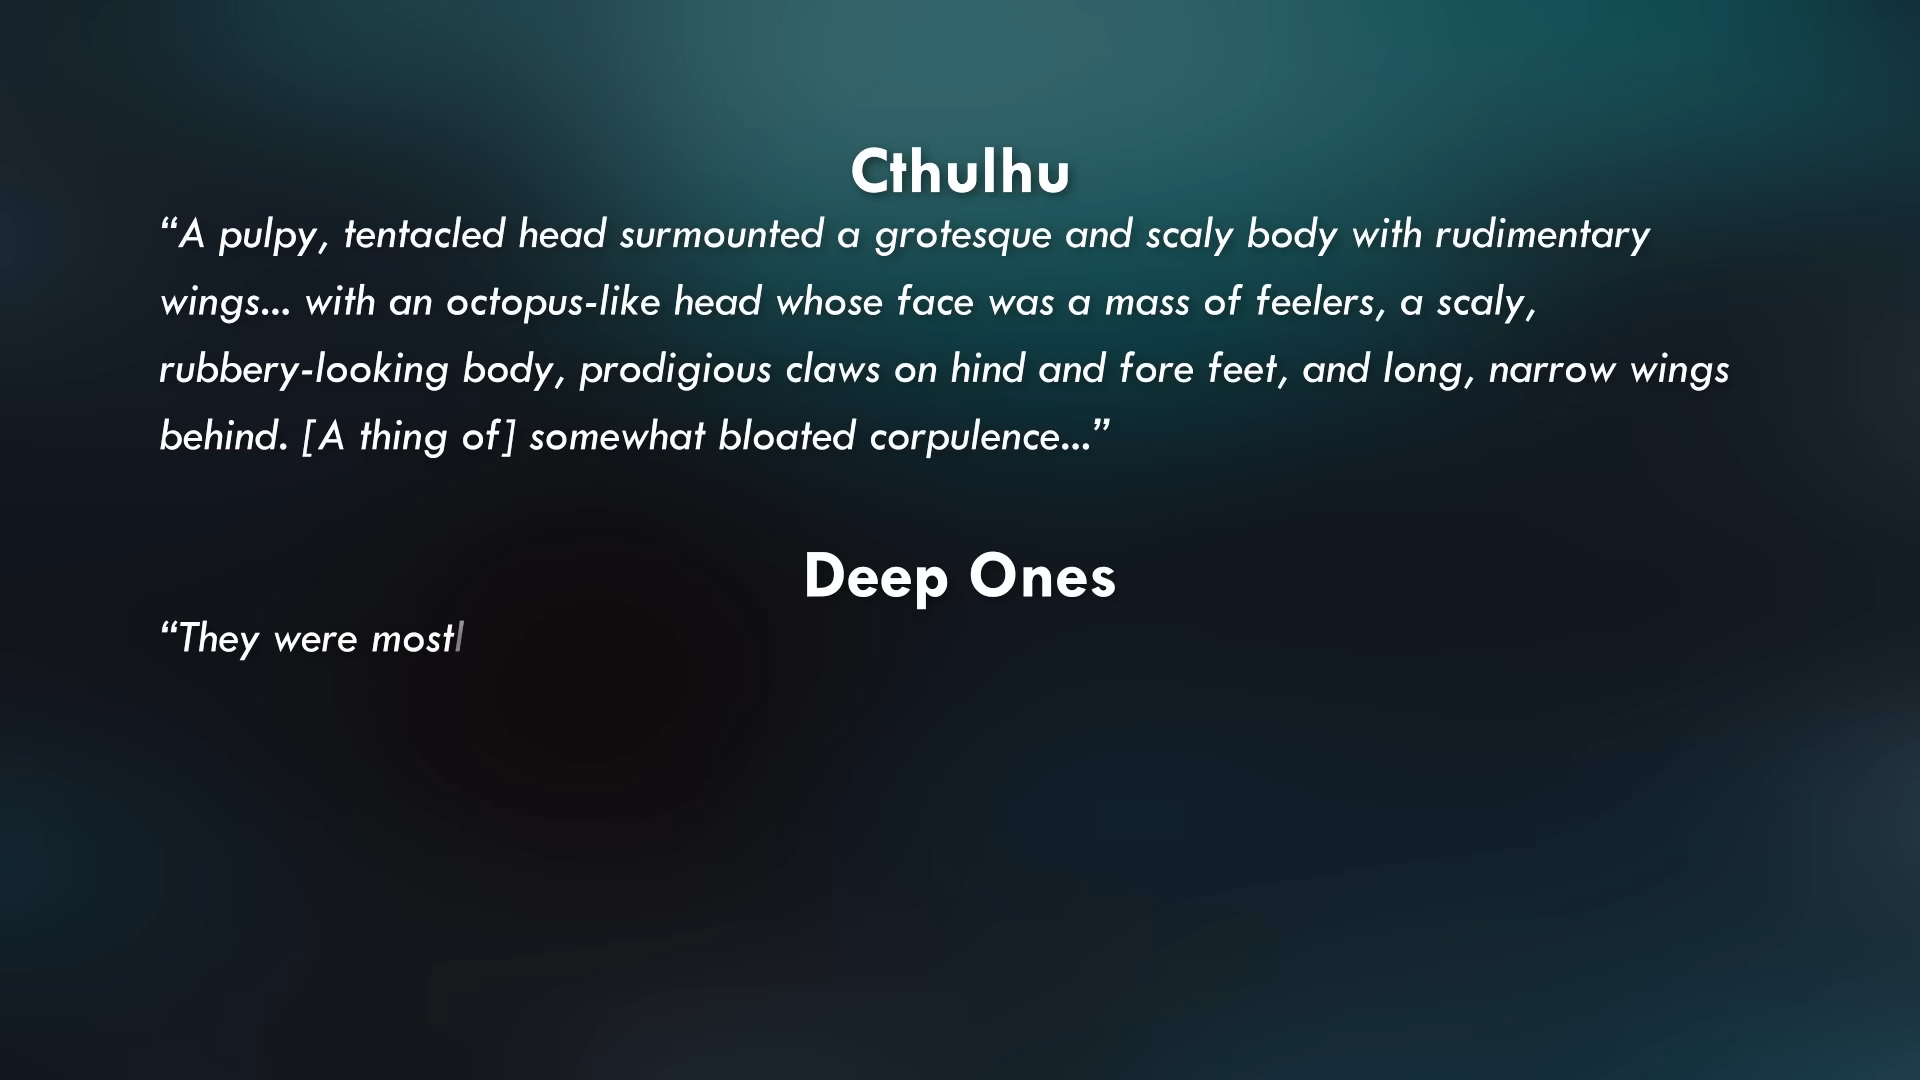 Cthulhu
“A pulpy, tentacled head surmounted a grotesque and scaly body with rudimentary
wings... with an octopus-like head whose face was a mass of feelers, a scaly,
rubbery-looking body, prodigious claws on hind and fore feet, and long, narrow wings
behind. [A thing of] somewhat bloated corpulence...”
Deep Ones
“They were mostl